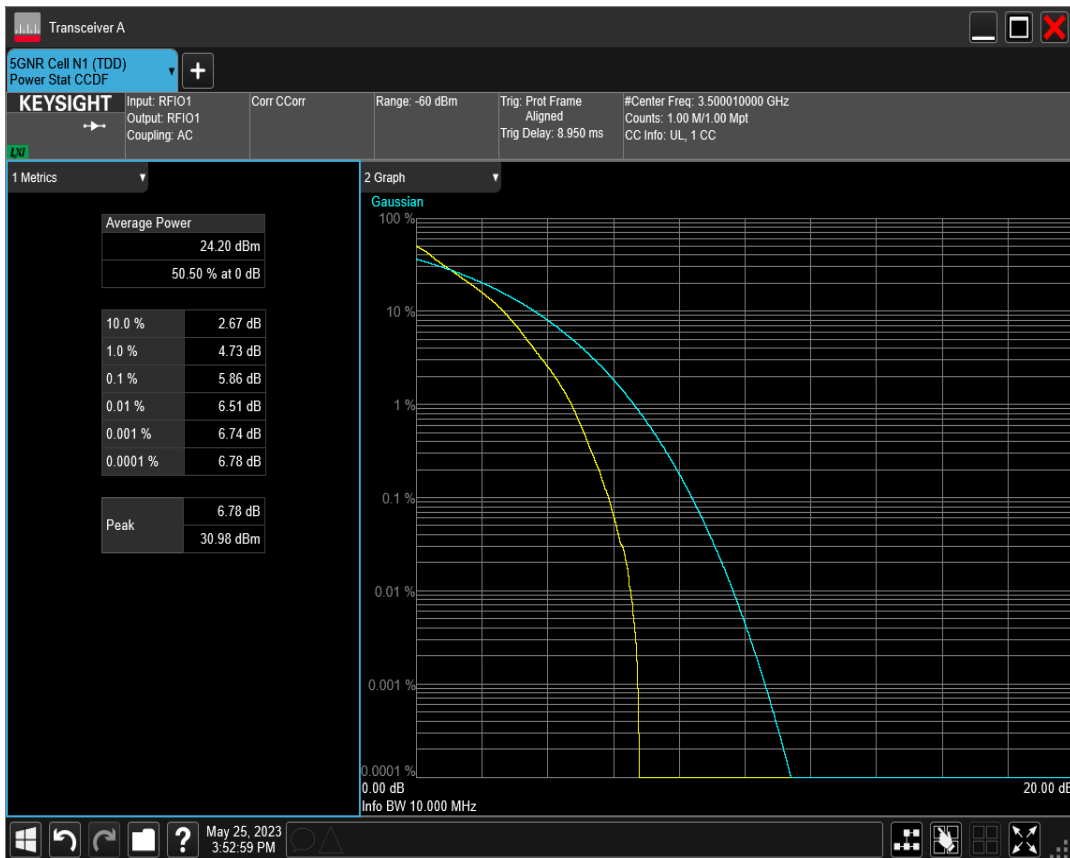 Transceiver A
5GNR Cell N1 (TDD)
Power Stat CCDF
KEYSIGHT
LXI
Input: RFIO1
Output: RFIO1
Coupling: AC
Corr CCorr
Range: -60 dBm
Trig: Prot Frame
Aligned
Trig Delay: 8.950 ms
#Center Freq: 3.500010000 GHz
Counts: 1.00 M/1.00 Mpt
CC Info: UL, 1 CC
1 Metrics
Average Power
24.20 dBm
50.50 % at 0 dB
10.0 % 2.67 dB
1.0 % 4.73 dB
0.1 % 5.86 dB
0.01 % 6.51 dB
0.001 % 6.74 dB
0.0001 % 6.78 dB
Peak 6.78 dB
30.98 dBm
2 Graph
Gaussian
100 %
10 %
1 %
0.1 %
0.01 %
0.001 %
0.0001 %
0.00 dB 20.00 dB
Info BW 10.000 MHz
May 25, 2023
3:52:59 PM